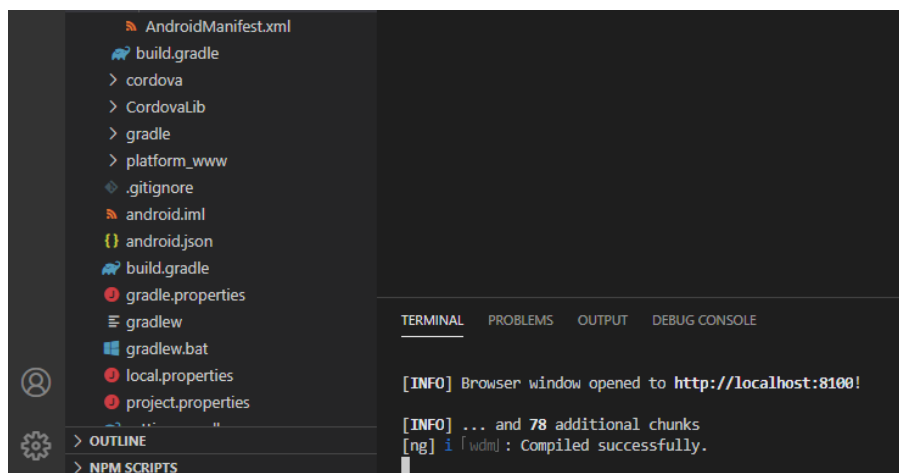 AndroidManifest.xml
build.gradle
cordova
CordovaLib
gradle
platform_www
.gitignore
android.iml
android.json
build.gradle
gradle.properties
gradlew
gradlew.bat
local.properties
project.properties
OUTLINE
NPM SCRIPTS
TERMINAL PROBLEMS OUTPUT DEBUG CONSOLE
[INFO] Browser window opened to http://localhost:8100!
[INFO] ... and 78 additional chunks
[ng] i ｢wdm｣: Compiled successfully.